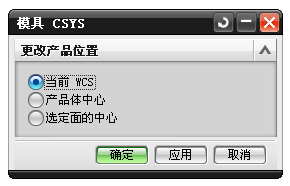 模具 CSYS
更改产品位置
当前 WCS
产品体中心
选定面的中心
确定 应用 取消